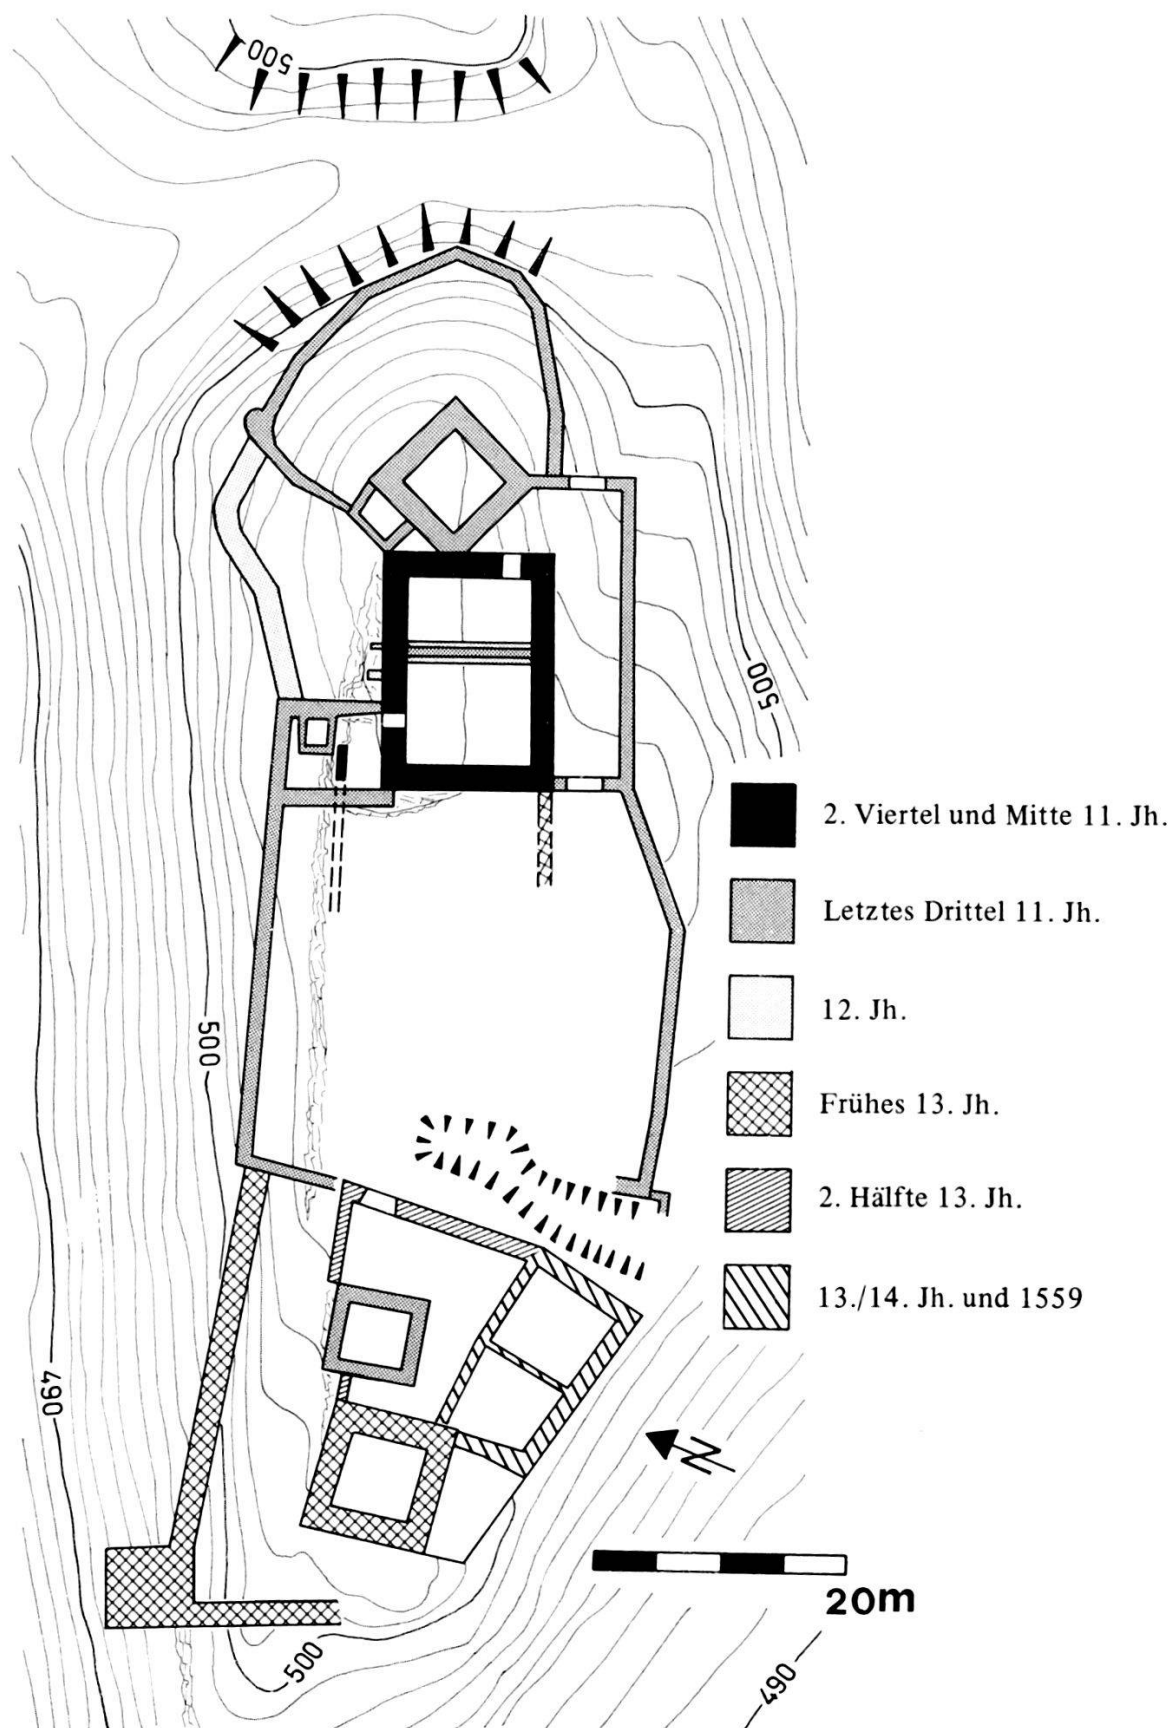 500
500
2. Viertel und Mitte 11. Jh.
Letztes Drittel 11. Jh.
12. Jh.
500
Frühes 13. Jh.
2. Hälfte 13. Jh.
13./14. Jh. und 1559
490
N
20m
500
490